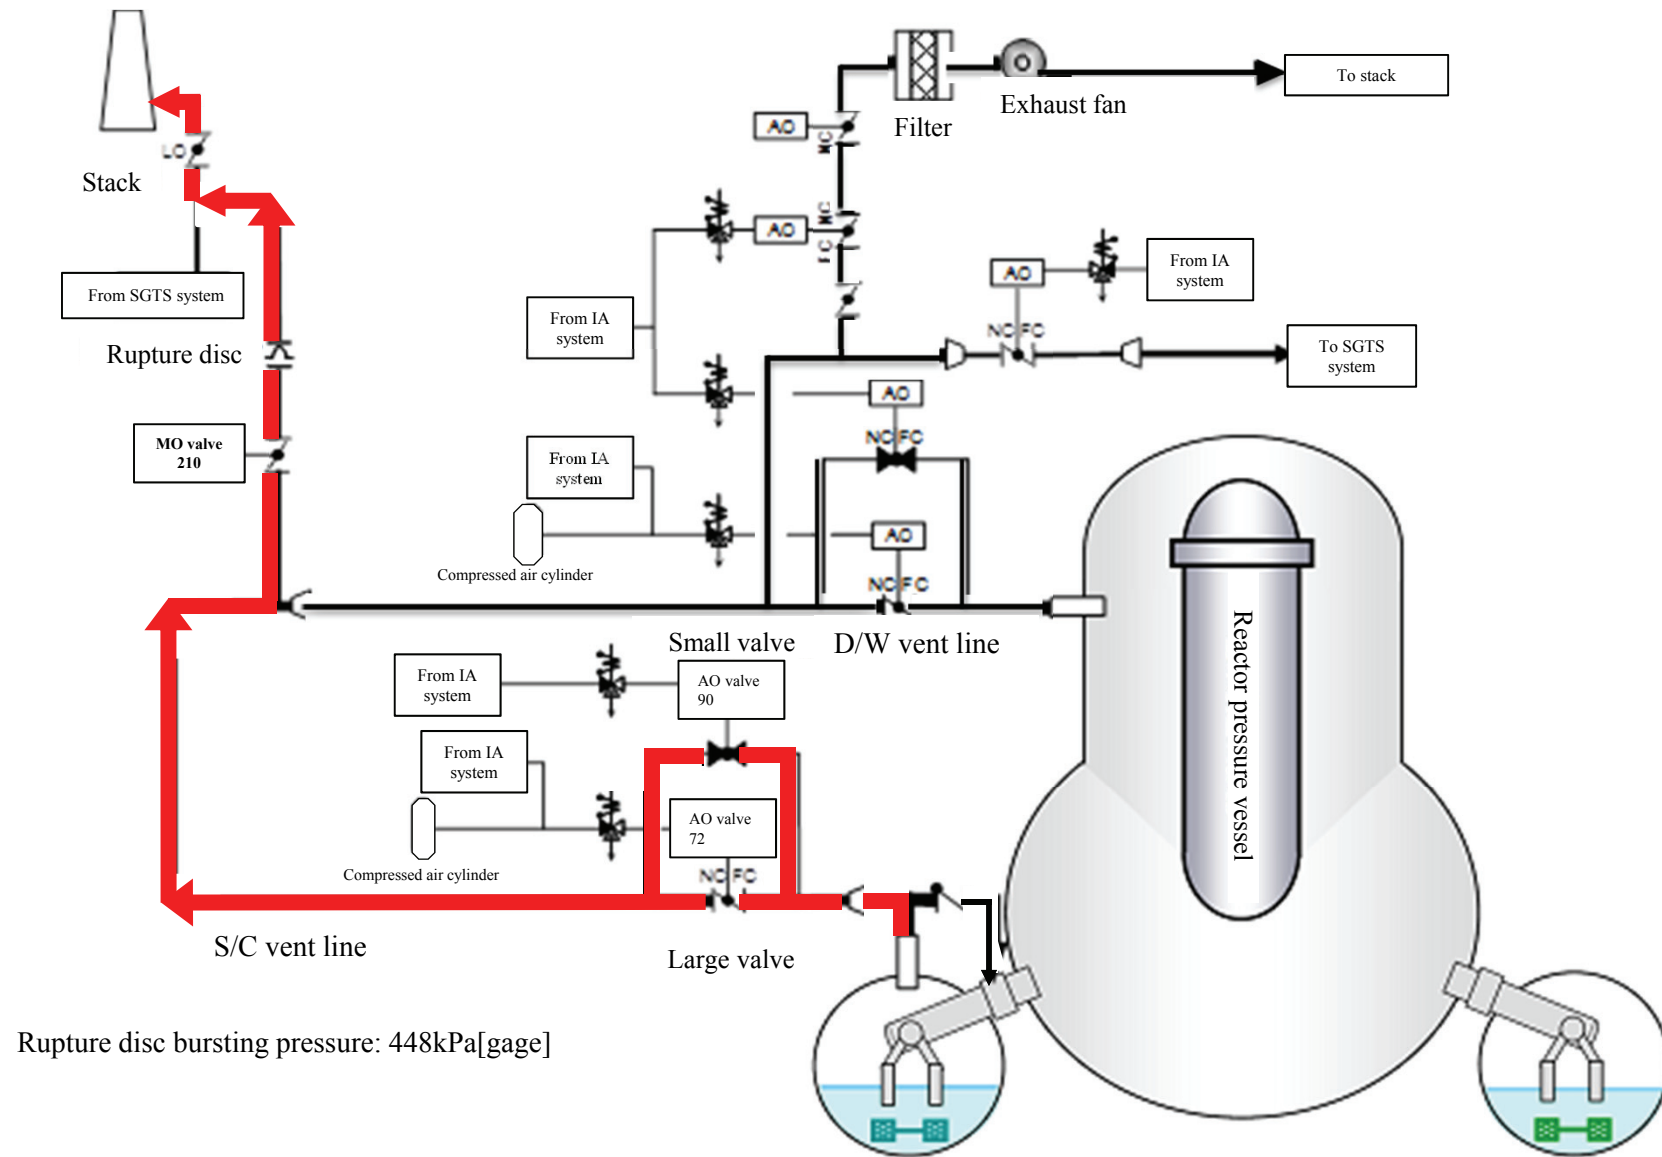 To stack
Exhaust fan
Filter
AO
NC
LO
Stack
NC
AO
FC
From IA
system
AO
From SGTS system
From IA
system
NC FC
Rupture disc
To SGTS
system
AO
MO valve
210
NC FC
From IA
system
AO
Compressed air cylinder
NC FC
Small valve
D/W vent line
Reactor pressure vessel
From IA
system
AO valve
90
From IA
system
AO valve
72
Compressed air cylinder
NC FC
S/C vent line
Large valve
Rupture disc bursting pressure: 448kPa[gage]